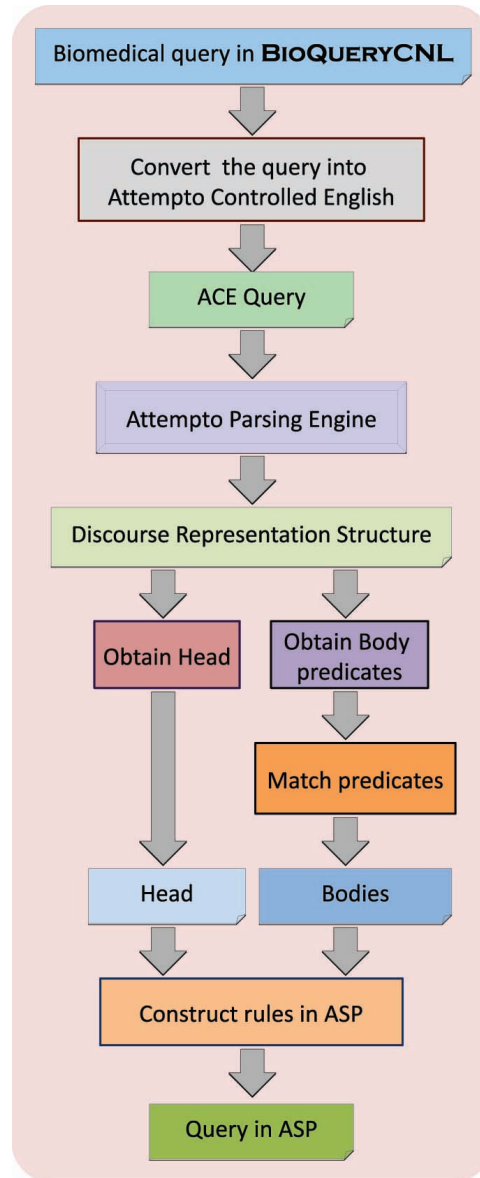 Biomedical query in BIOQUERYCNL
Convert the query into
Attempto Controlled English
ACE Query
Attempto Parsing Engine
Discourse Representation Structure
Obtain Head
Obtain Body
predicates
Match predicates
Head
Bodies
Construct rules in ASP
Query in ASP